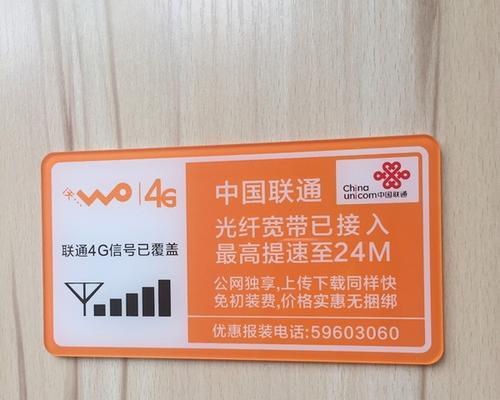 沃 WO 4G
联通4G信号已覆盖
中国联通
China
unicom中国联通
光纤宽带已接入
最高提速至24M
公网独享,上传下载同样快
免初装费,价格实惠无捆绑
优惠报装电话:59603060